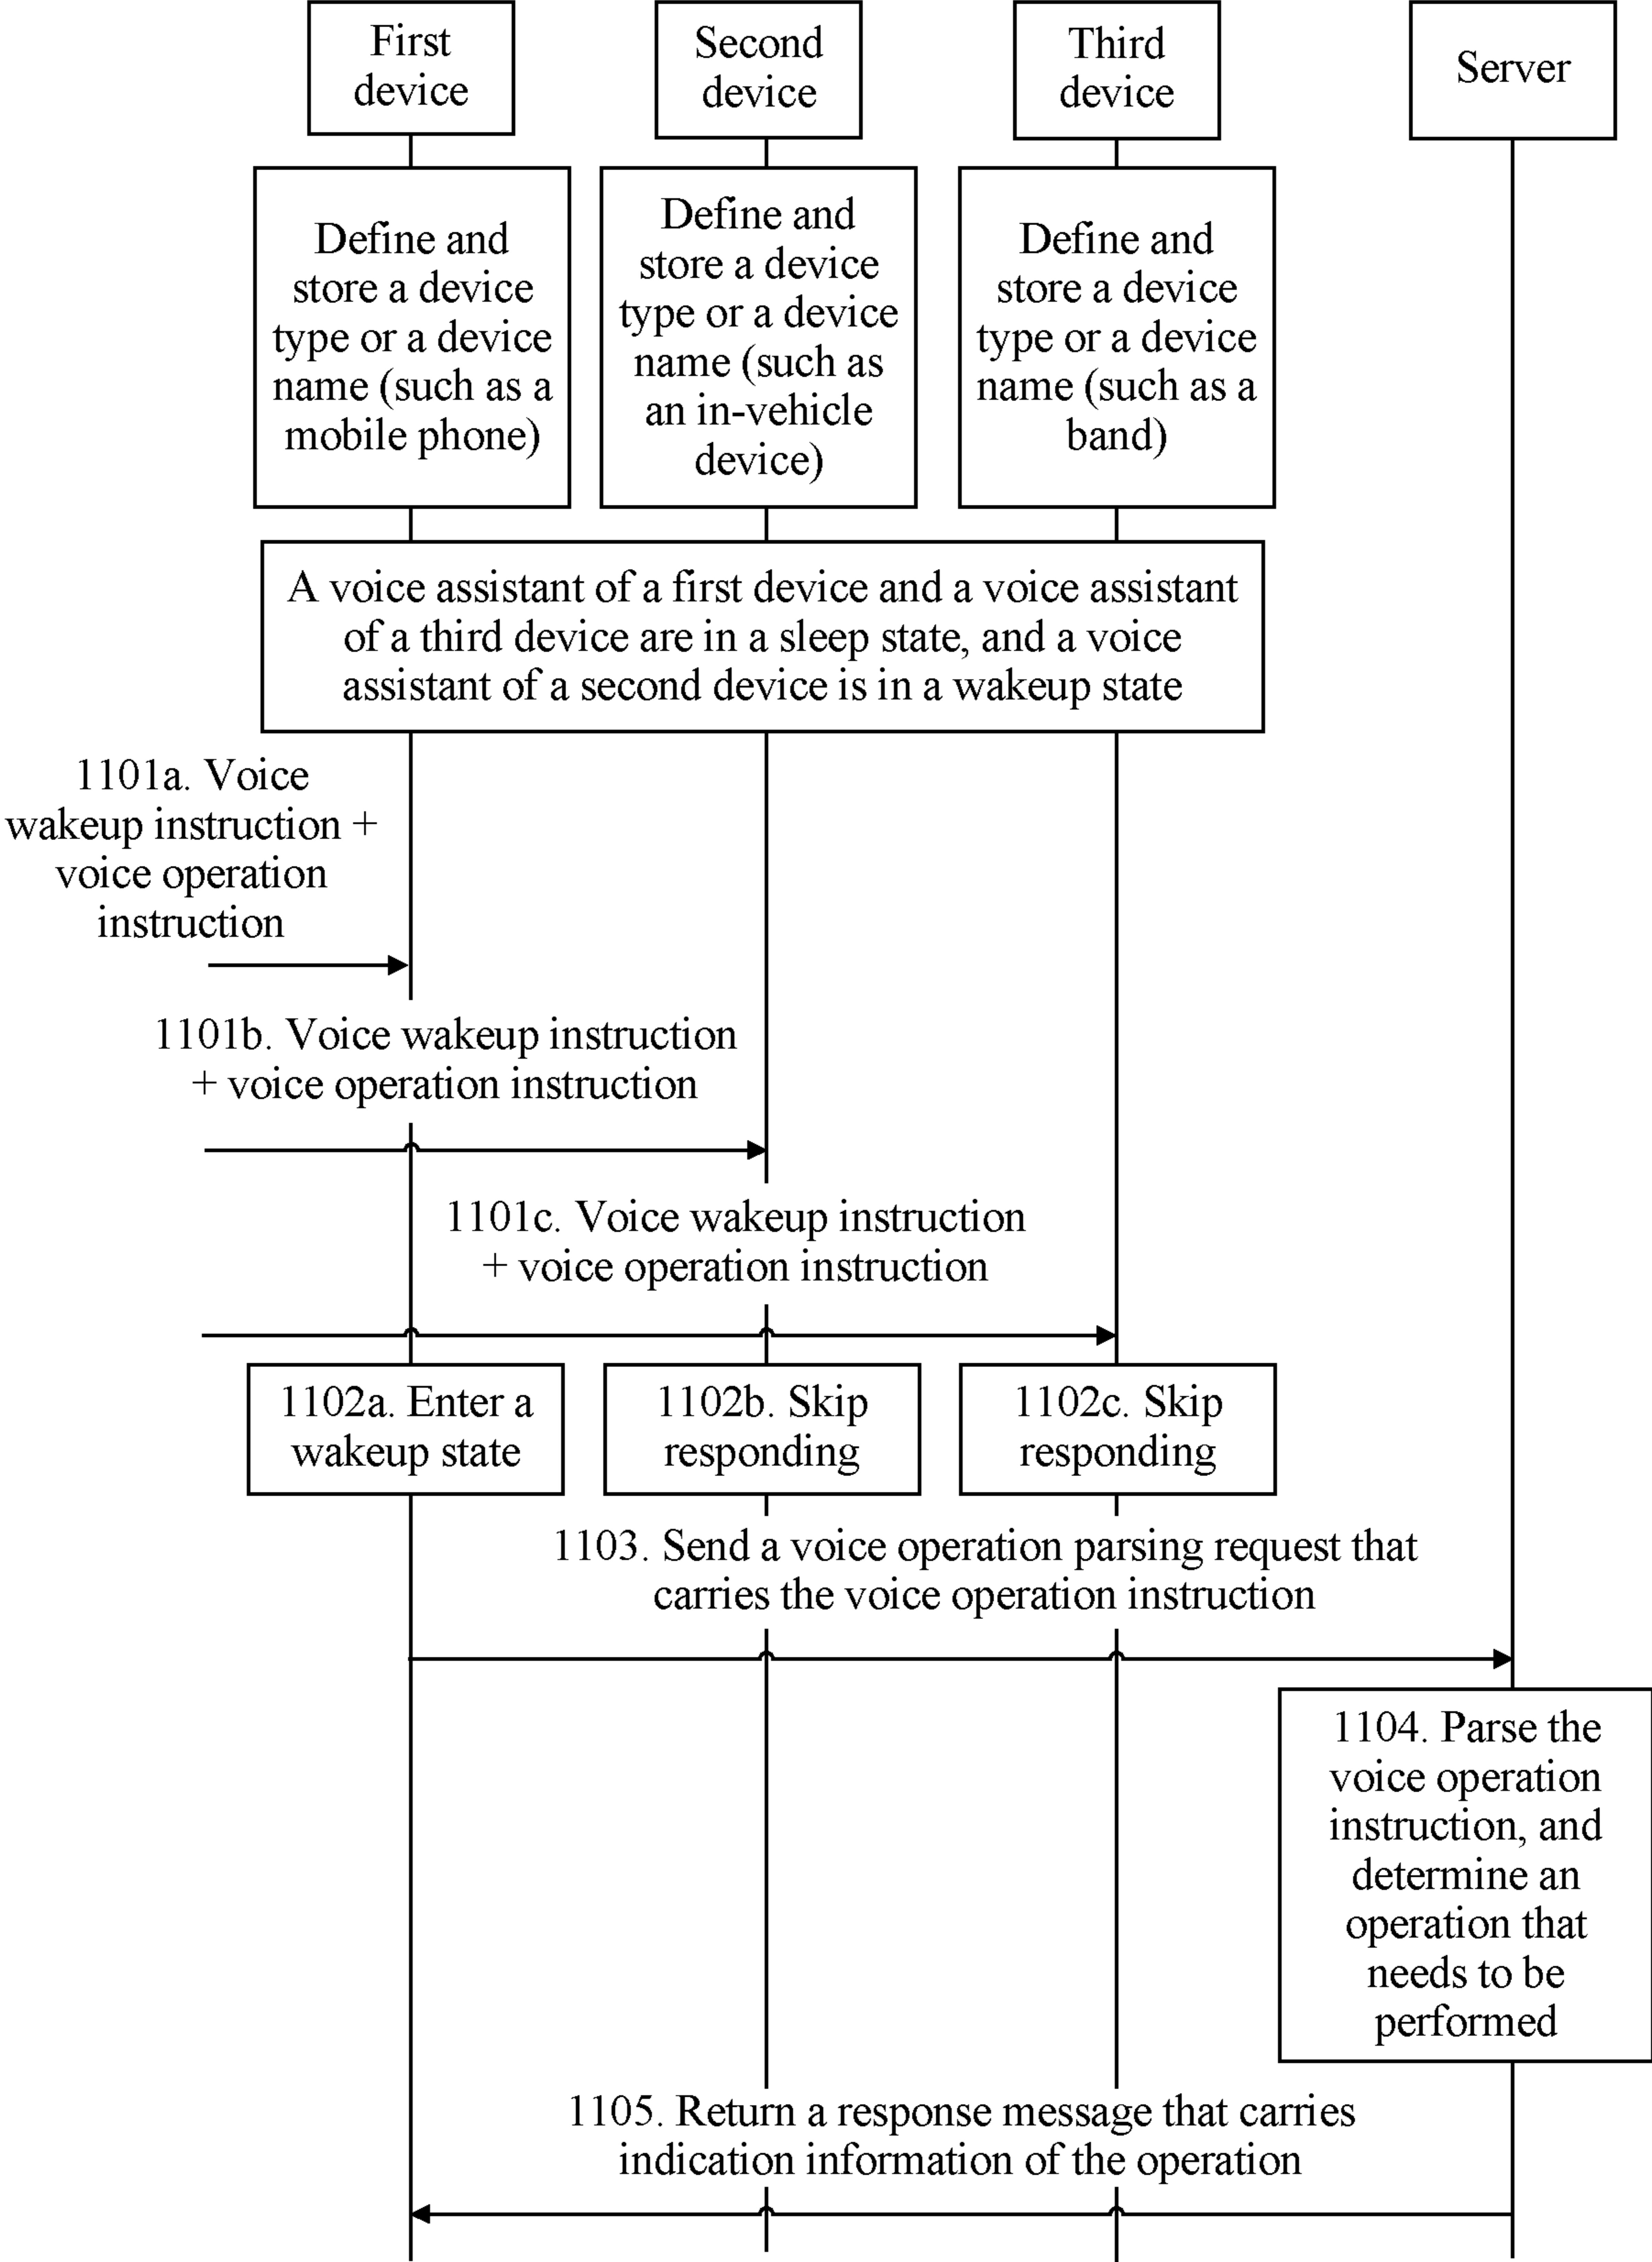 First
device
Second
device
Third
device
Server
Define and
store a device
type or a device
name (such as a
mobile phone)
Define and
store a device
type or a device
name (such as
an in-vehicle
device)
Define and
store a device
type or a device
name (such as a
band)
A voice assistant of a first device and a voice assistant
of a third device are in a sleep state, and a voice
assistant of a second device is in a wakeup state
1101a. Voice
wakeup instruction +
voice operation
instruction
1101b. Voice wakeup instruction
+ voice operation instruction
1101c. Voice wakeup instruction
+ voice operation instruction
1102a. Enter a
wakeup state
1102b. Skip
responding
1102c. Skip
responding
1103. Send a voice operation parsing request that
carries the voice operation instruction
1104. Parse the
voice operation
instruction, and
determine an
operation that
needs to be
performed
1105. Return a response message that carries
indication information of the operation